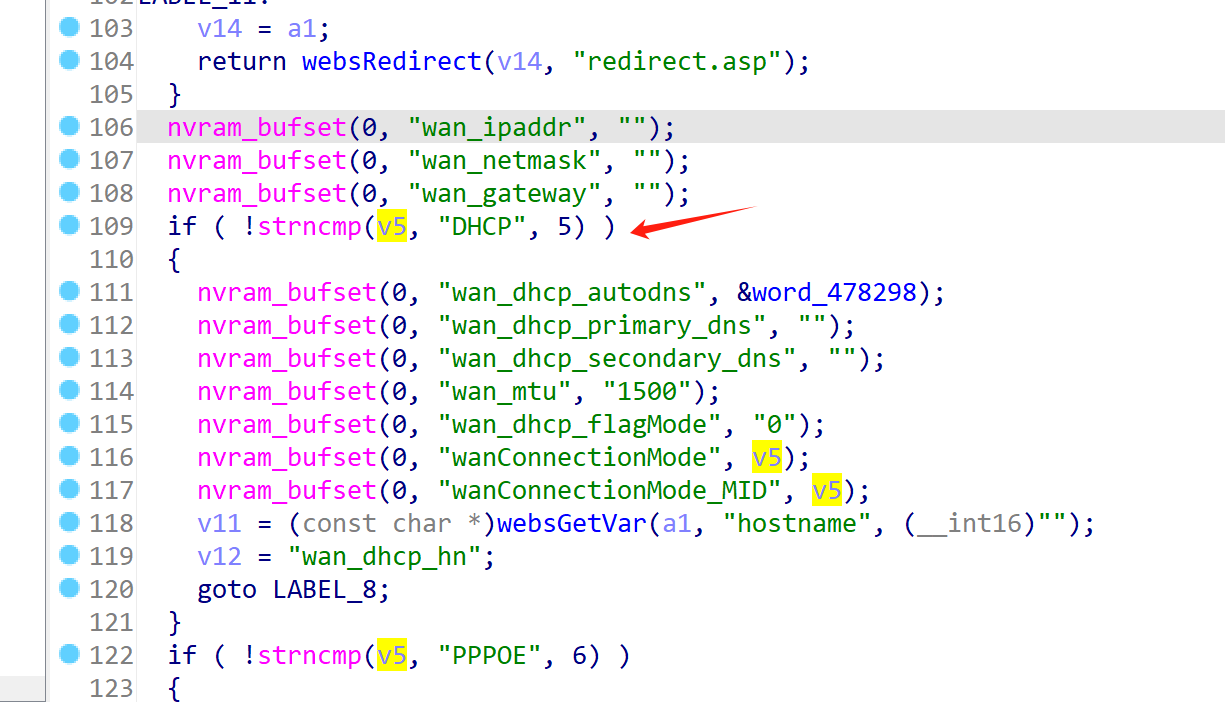 102 LABEL_11:
103 v14 = a1;
104 return websRedirect(v14, "redirect.asp");
105 }
106 nvram_bufset(0, "wan_ipaddr", "");
107 nvram_bufset(0, "wan_netmask", "");
108 nvram_bufset(0, "wan_gateway", "");
109 if ( !strncmp(v5, "DHCP", 5) )
110 {
111 nvram_bufset(0, "wan_dhcp_autodns", &word_478298);
112 nvram_bufset(0, "wan_dhcp_primary_dns", "");
113 nvram_bufset(0, "wan_dhcp_secondary_dns", "");
114 nvram_bufset(0, "wan_mtu", "1500");
115 nvram_bufset(0, "wan_dhcp_flagMode", "0");
116 nvram_bufset(0, "wanConnectionMode", v5);
117 nvram_bufset(0, "wanConnectionMode_MID", v5);
118 v11 = (const char *)websGetVar(a1, "hostname", (__int16)"");
119 v12 = "wan_dhcp_hn";
120 goto LABEL_8;
121 }
122 if ( !strncmp(v5, "PPPOE", 6) )
123 {